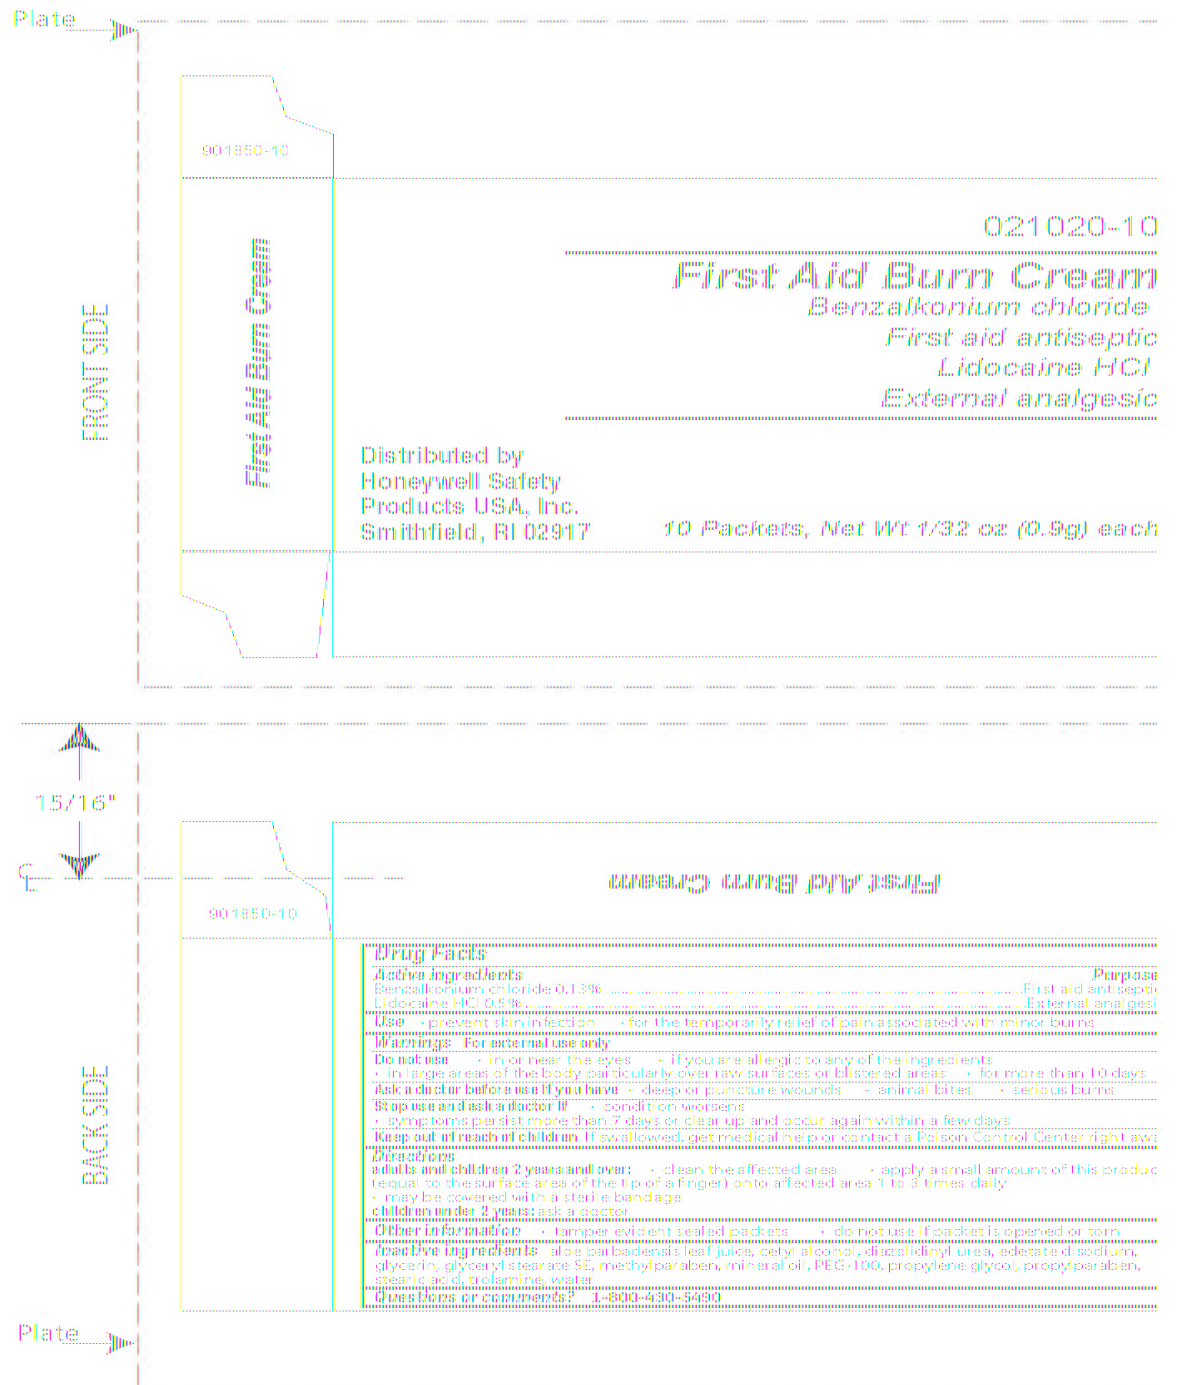 Plate
901850-10
021020-10
First Aid Burn Cream
First Aid Burn Cream
Benzalkonium chloride
First aid antiseptic
Lidocaine HCl
External analgesic
FRONT SIDE
Distributed by
Honeywell Safety
Products USA, Inc.
Smithfield, RI 02917
10 Packets, Net Wt 1/32 oz (0.9g) each
15/16"
CL
First Aid Burn Cream
901850-10
BACK SIDE
Drug Facts
Active ingredients Purpose
Benzalkonium chloride 0.13% ........ First aid antisepti
Lidocaine HCl 0.5% ........ External analgesi
Use · prevent skin infection · for the temporarily relief of pain associated with minor burns
Warnings For external use only
Do not use · in or near the eyes · if you are allergic to any of the ingredients
· in large areas of the body particularly over raw surfaces or blistered areas · for more than 10 days
Ask a doctor before use if you have · deep or puncture wounds · animal bites · serious burns
Stop use and ask a doctor if · condition worsens
· symptoms persist more than 7 days or clear up and occur again within a few days
Keep out of reach of children. If swallowed, get medical help or contact a Poison Control Center right awa
Directions
adults and children 2 years and over: · clean the affected area · apply a small amount of this produc
(equal to the surface area of the tip of a finger) onto affected area 1 to 3 times daily
· may be covered with a sterile bandage
children under 2 years: ask a doctor
Other information · tamper evident sealed packets · do not use if packet is opened or torn
Inactive ingredients aloe barbadensis leaf juice, cetyl alcohol, diazolidinyl urea, edetate disodium,
glycerin, glyceryl stearate SE, methylparaben, mineral oil, PEG-100, propylene glycol, propylparaben,
stearic acid, trolamine, water
Questions or comments? 1-800-430-5490
Plate